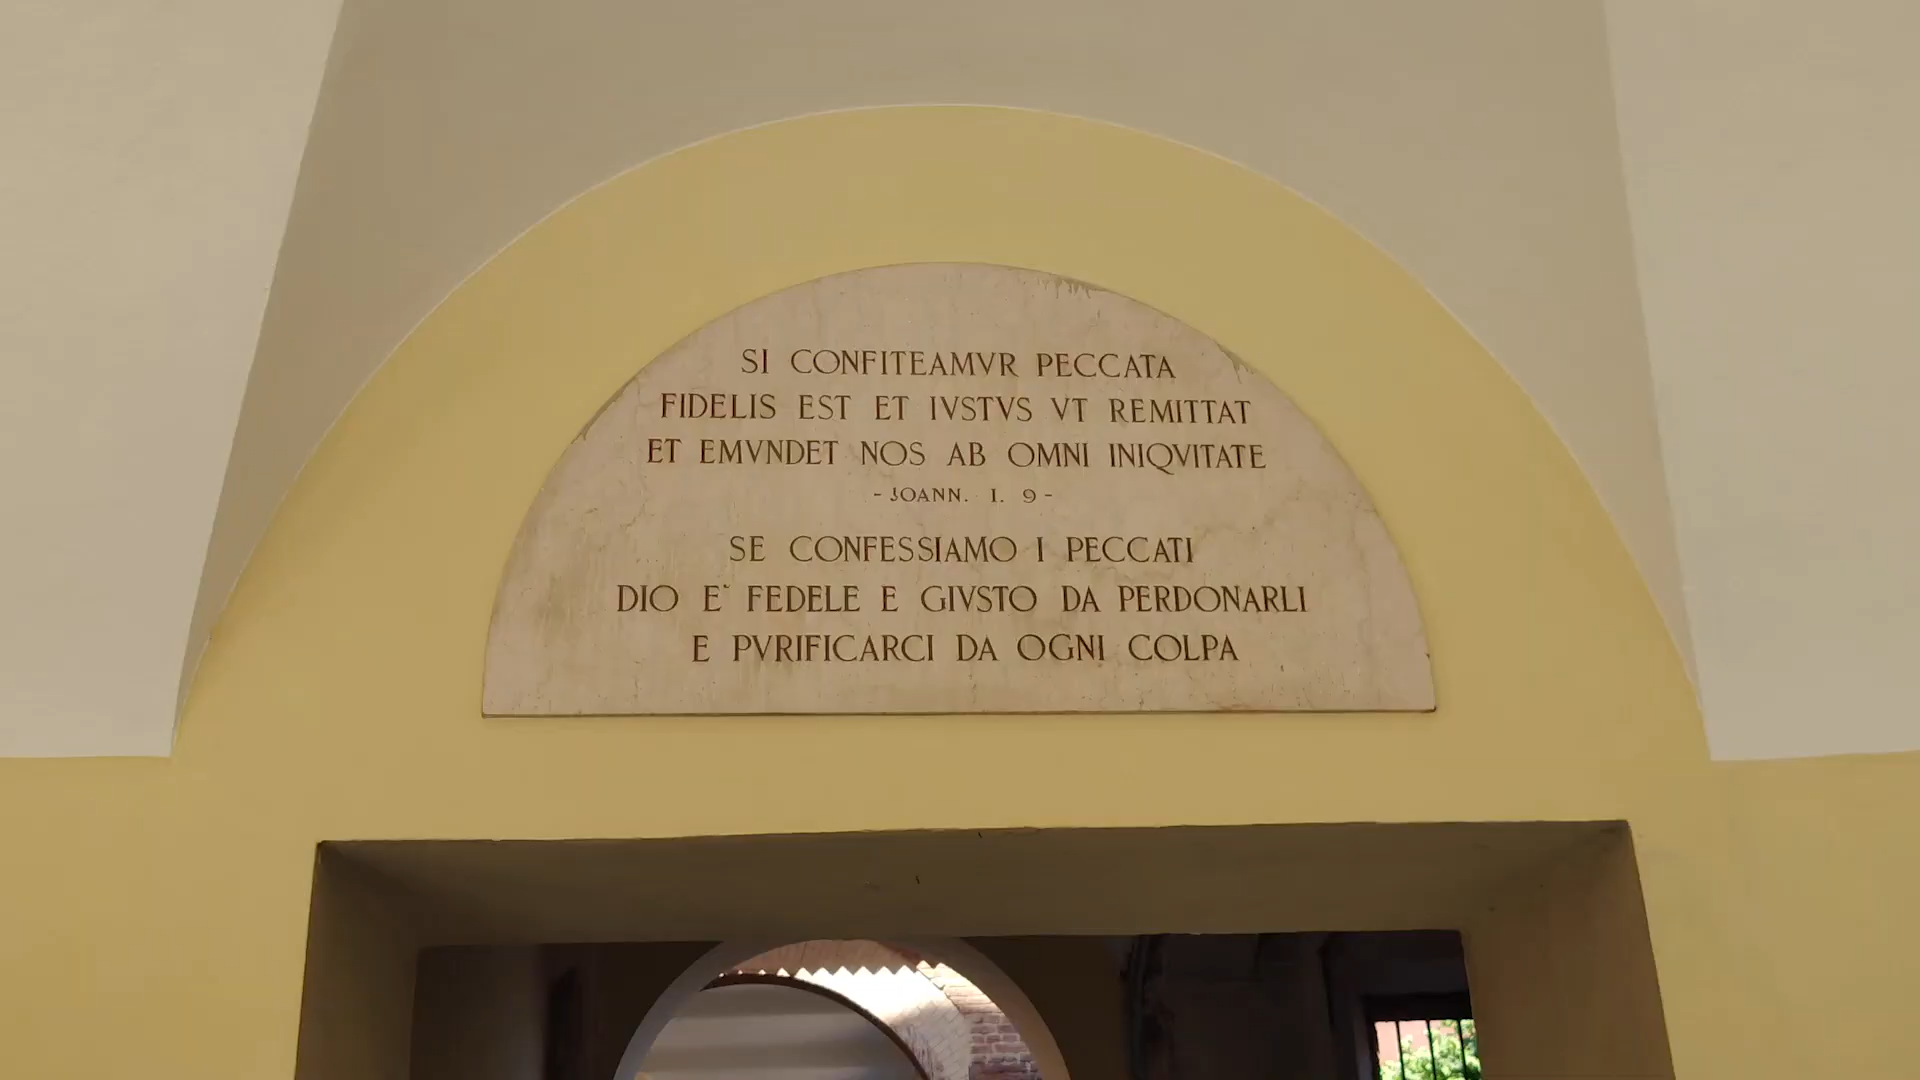 SI CONFITEAMVR PECCATA
FIDELIS EST ET IVSTVS VT REMITTAT
ET EMVNDET NOS AB OMNI INIQVITATE
- JOANN. I. 9 -
SE CONFESSIAMO I PECCATI
DIO E` FEDELE E GIVSTO DA PERDONARLI
E PVRIFICARCI DA OGNI COLPA